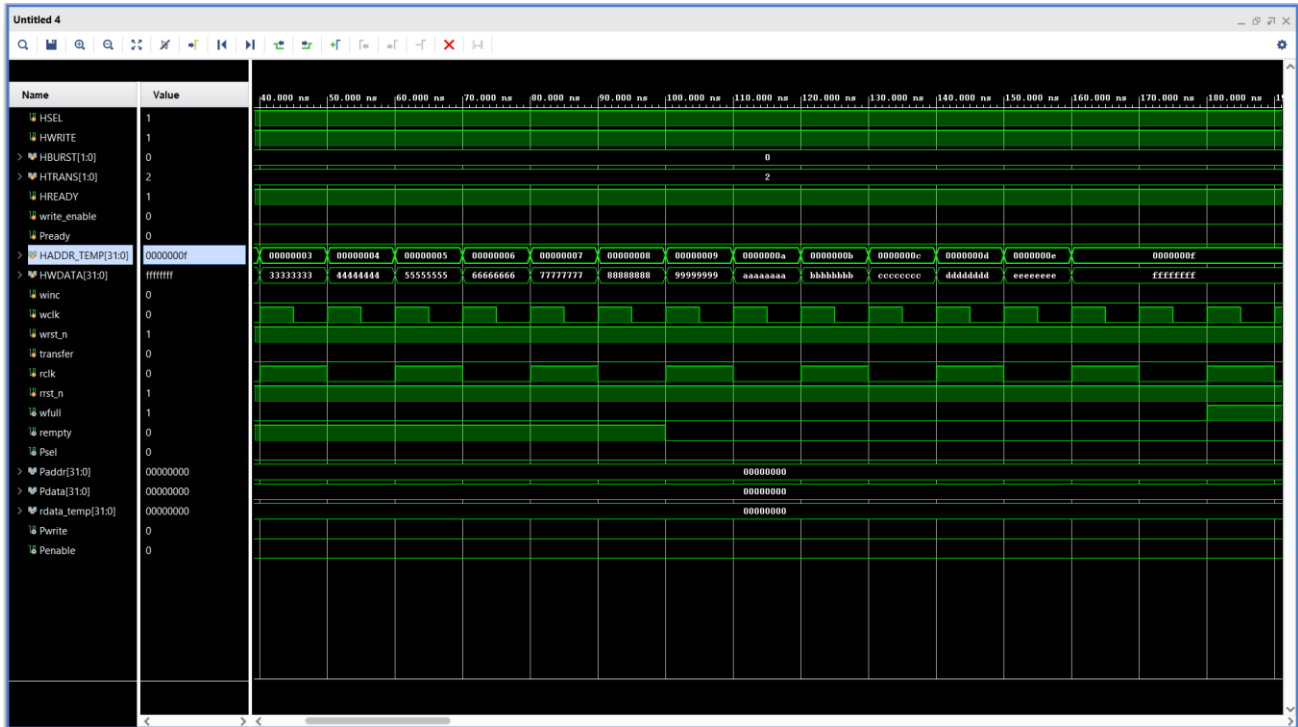 Untitled 4
Name Value
40.000 ns 50.000 ns 60.000 ns 70.000 ns 80.000 ns 90.000 ns 100.000 ns 110.000 ns 120.000 ns 130.000 ns 140.000 ns 150.000 ns 160.000 ns 170.000 ns 180.000 ns
HSEL 1
HWRITE 1
HBURST[1:0] 0 0
HTRANS[1:0] 2 2
HREADY 1
write_enable 0
Pready 0
HADDR_TEMP[31:0] 0000000f 00000003 00000004 00000005 00000006 00000007 00000008 00000009 0000000a 0000000b 0000000c 0000000d 0000000e 0000000f
HWDATA[31:0] ffffffff 33333333 44444444 55555555 66666666 77777777 88888888 99999999 aaaaaaaa bbbbbbbb cccccccc dddddddd eeeeeeee ffffffff
winc 0
wclk 0
wrst_n 1
transfer 0
rclk 0
rrst_n 1
wfull 1
rempty 0
Psel 0
Paddr[31:0] 00000000 00000000
Pdata[31:0] 00000000 00000000
rdata_temp[31:0] 00000000 00000000
Pwrite 0
Penable 0